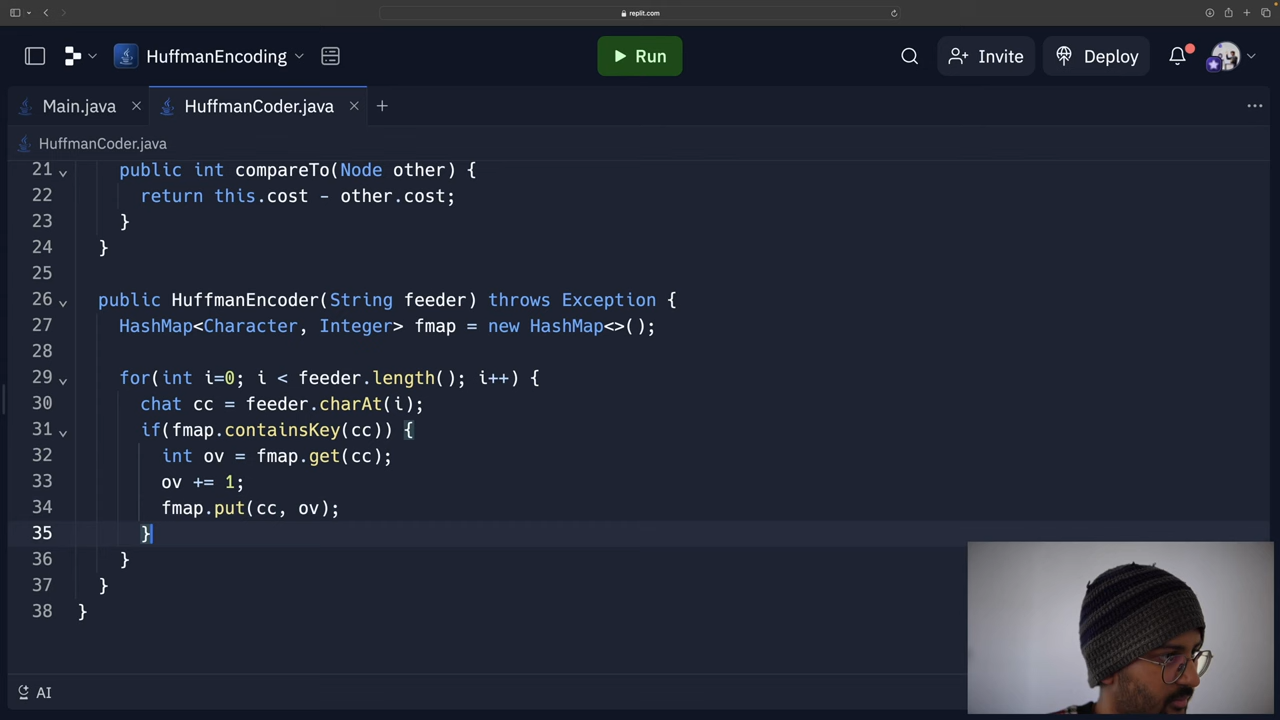 replit.com
HuffmanEncoding
Run
Invite
Deploy
Main.java
HuffmanCoder.java
HuffmanCoder.java
21 public int compareTo(Node other) {
22 return this.cost - other.cost;
23 }
24 }
25
26 public HuffmanEncoder(String feeder) throws Exception {
27 HashMap<Character, Integer> fmap = new HashMap<>();
28
29 for(int i=0; i < feeder.length(); i++) {
30 chat cc = feeder.charAt(i);
31 if(fmap.containsKey(cc)) {
32 int ov = fmap.get(cc);
33 ov += 1;
34 fmap.put(cc, ov);
35 }
36 }
37 }
38 }
AI